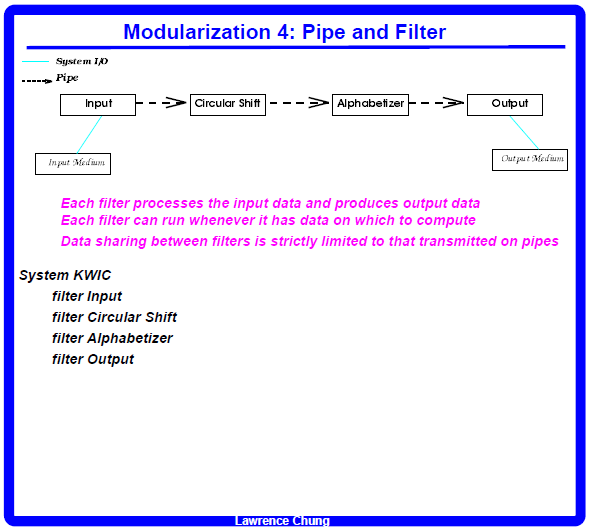 Modularization 4: Pipe and Filter
System I/O
Pipe
Input Circular Shift Alphabetizer Output
Input Medium Output Medium
Each filter processes the input data and produces output data
Each filter can run whenever it has data on which to compute
Data sharing between filters is strictly limited to that transmitted on pipes
System KWIC
filter Input
filter Circular Shift
filter Alphabetizer
filter Output
Lawrence Chung